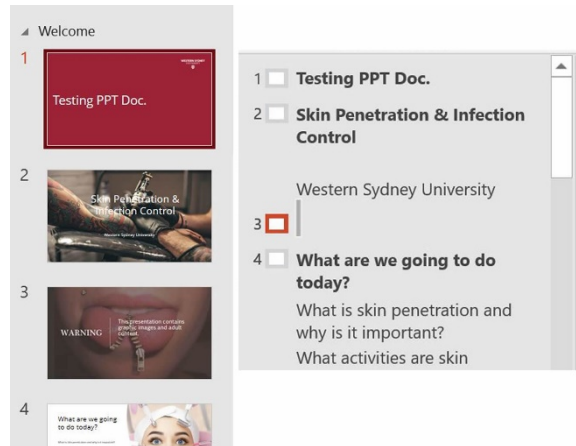 Welcome
1
WESTERN SYDNEY
Testing PPT Doc.
2
Skin Penetration &
Infection Control
Western Sydney University
3
WARNING
This presentation contains
graphic images and adult
content.
4
What are we going
to do today?
1 Testing PPT Doc.
2 Skin Penetration & Infection
Control
Western Sydney University
3
4 What are we going to do
today?
What is skin penetration and
why is it important?
What activities are skin